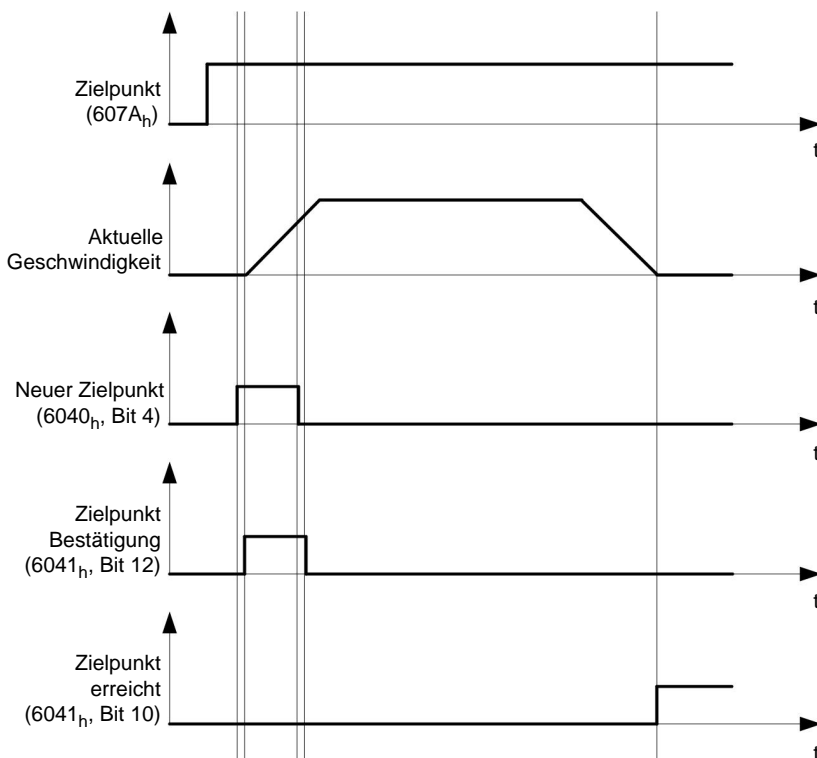 Zielpunkt
(607Aₕ)
t
Aktuelle
Geschwindigkeit
t
Neuer Zielpunkt
(6040ₕ, Bit 4)
t
Zielpunkt
Bestätigung
(6041ₕ, Bit 12)
t
Zielpunkt
erreicht
(6041ₕ, Bit 10)
t